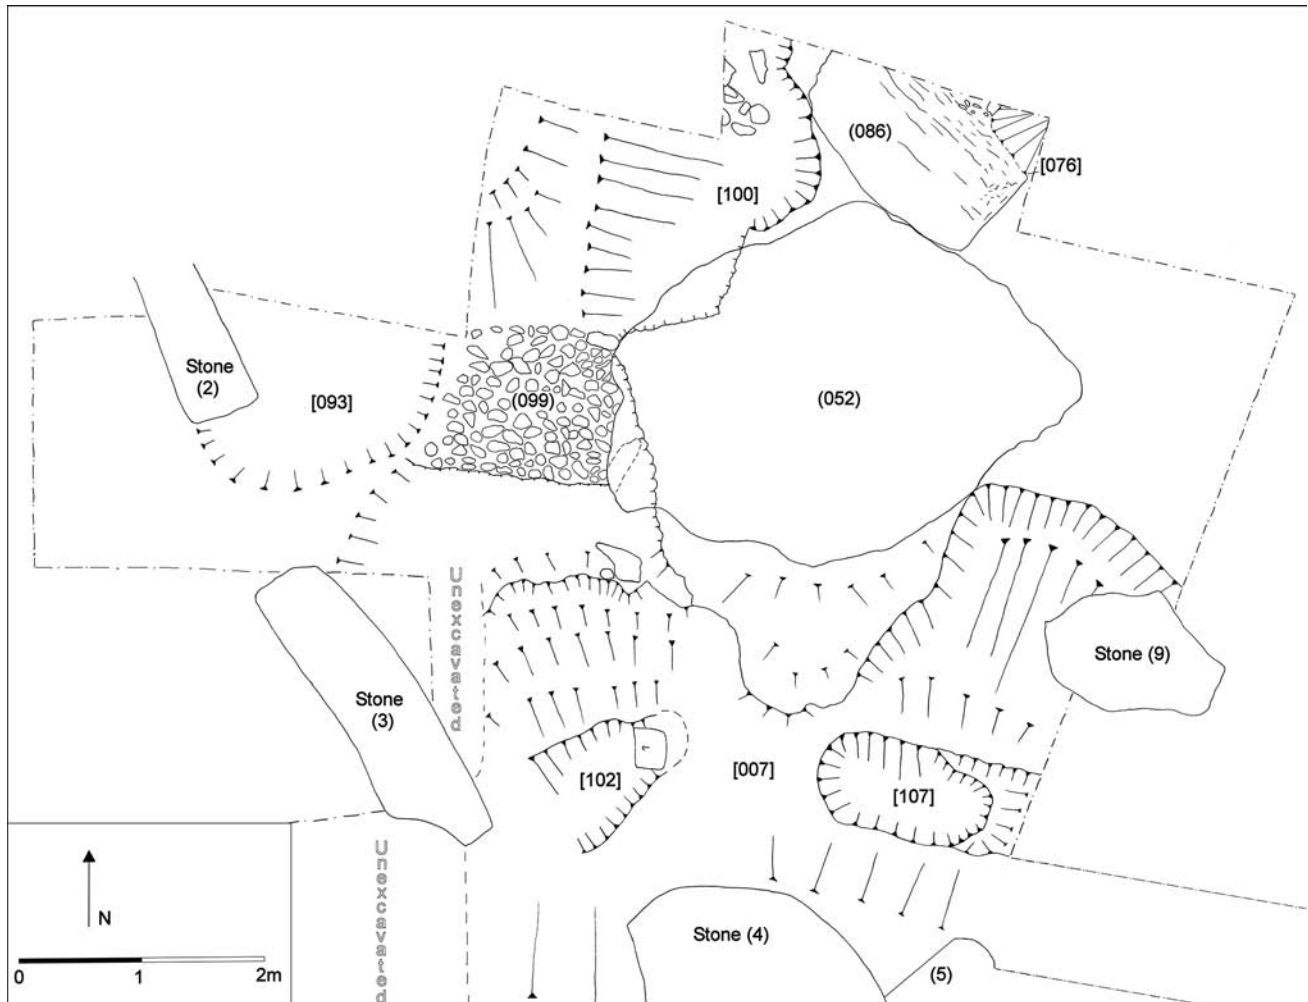 (086)
[076]
[100]
Stone
(2)
[093]
(099)
(052)
Unexcavated
Stone (9)
Stone
(3)
[102]
1
[007]
[107]
Unexcavated
N
Stone (4)
(5)
0 1 2m